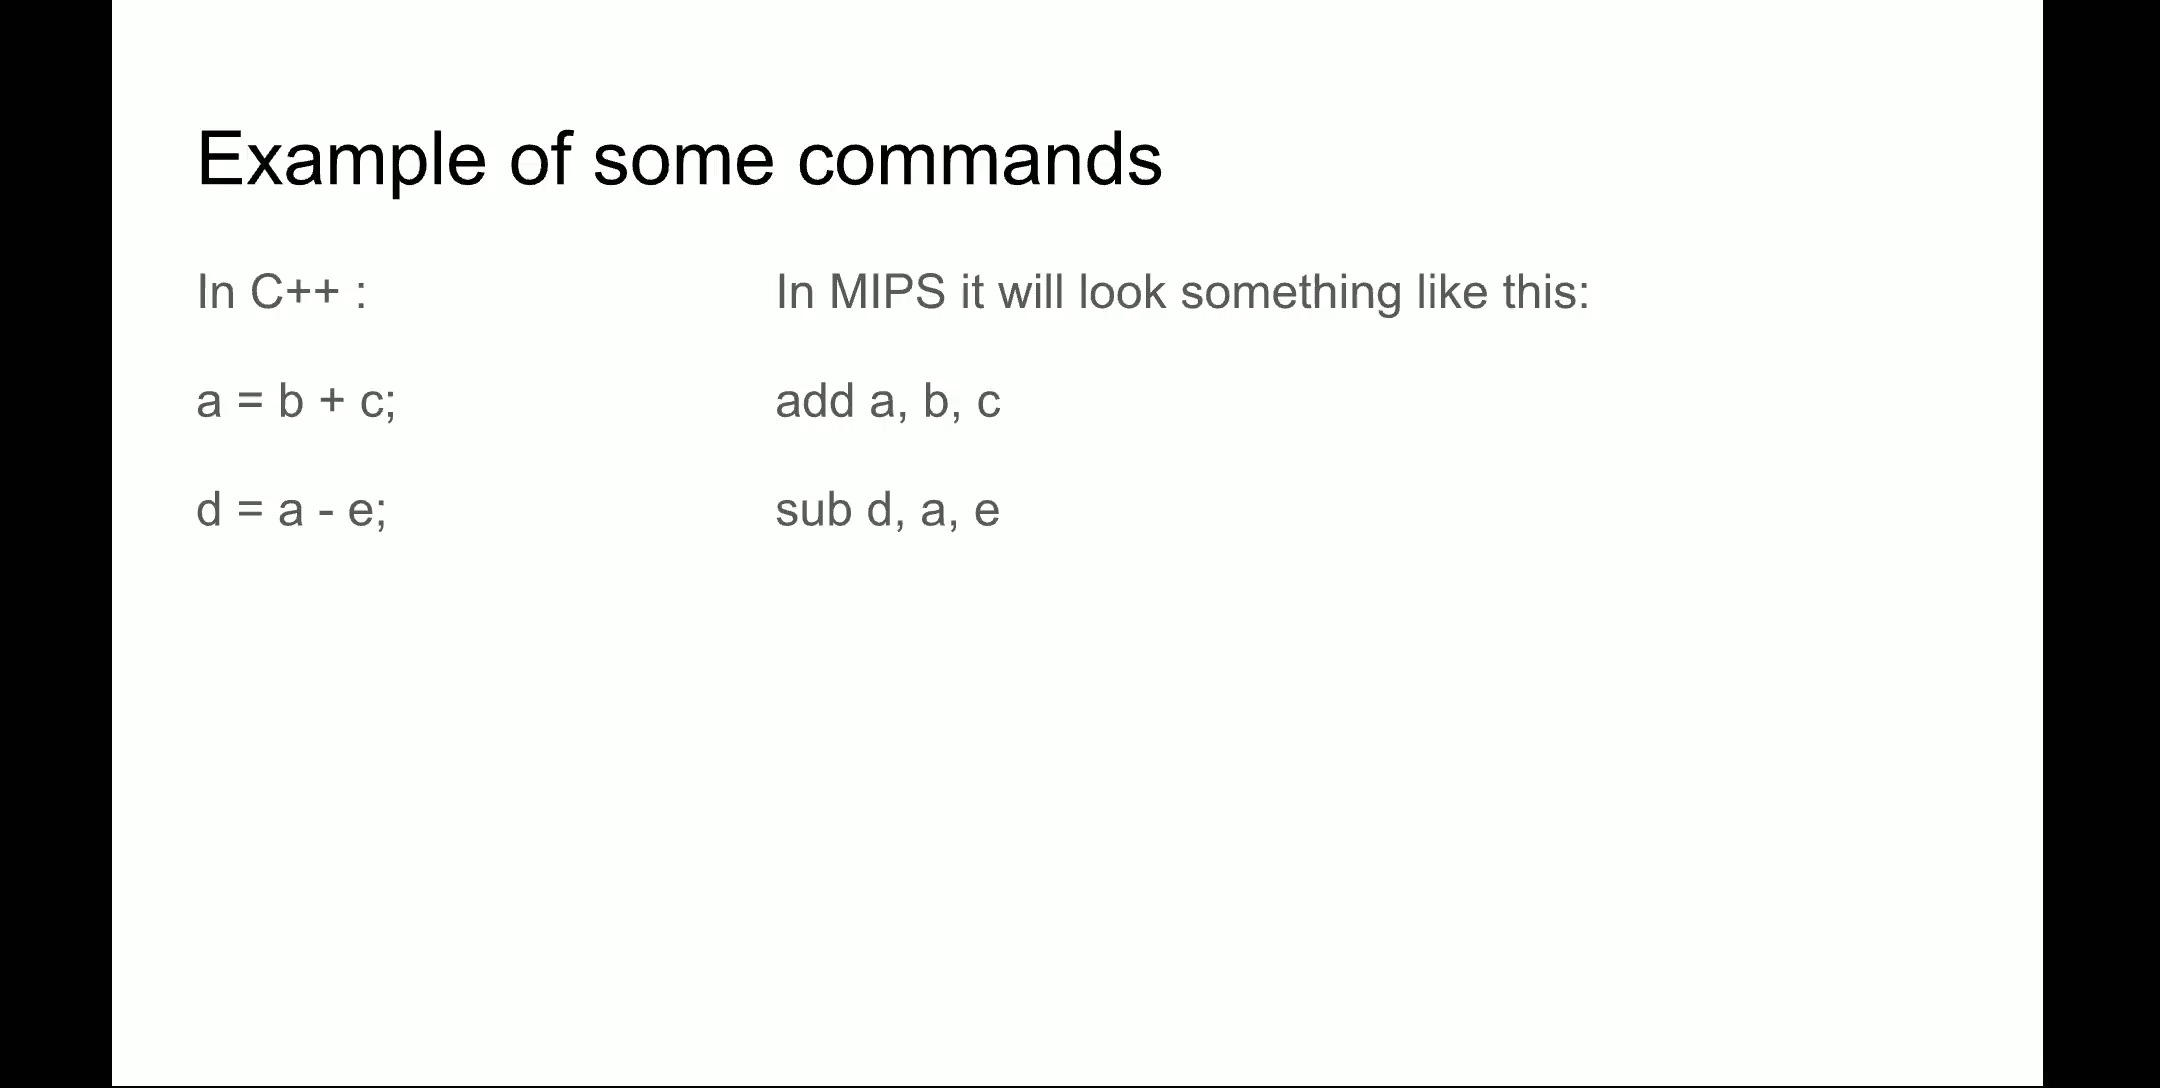 Example of some commands
In C++ :
In MIPS it will look something like this:
a = b + c;
add a, b, c
d = a - e;
sub d, a, e